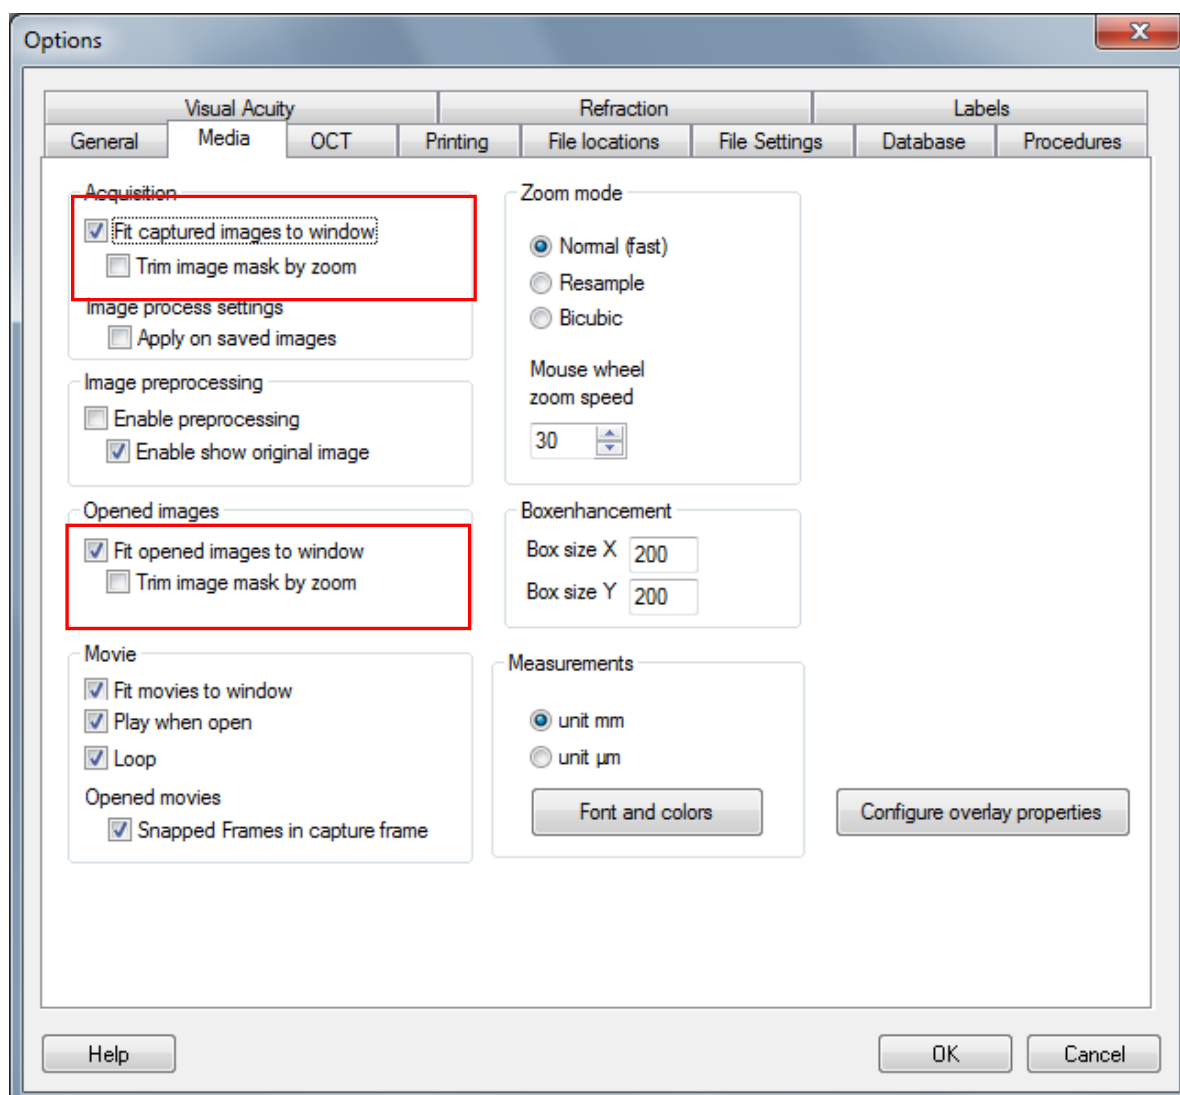 Options
Visual Acuity Refraction Labels
General Media OCT Printing File locations File Settings Database Procedures
Acquisition
Fit captured images to window
Trim image mask by zoom
Image process settings
Apply on saved images
Image preprocessing
Enable preprocessing
Enable show original image
Opened images
Fit opened images to window
Trim image mask by zoom
Movie
Fit movies to window
Play when open
Loop
Opened movies
Snapped Frames in capture frame
Zoom mode
Normal (fast)
Resample
Bicubic
Mouse wheel
zoom speed
30
Boxenhancement
Box size X 200
Box size Y 200
Measurements
unit mm
unit µm
Font and colors
Configure overlay properties
Help OK Cancel